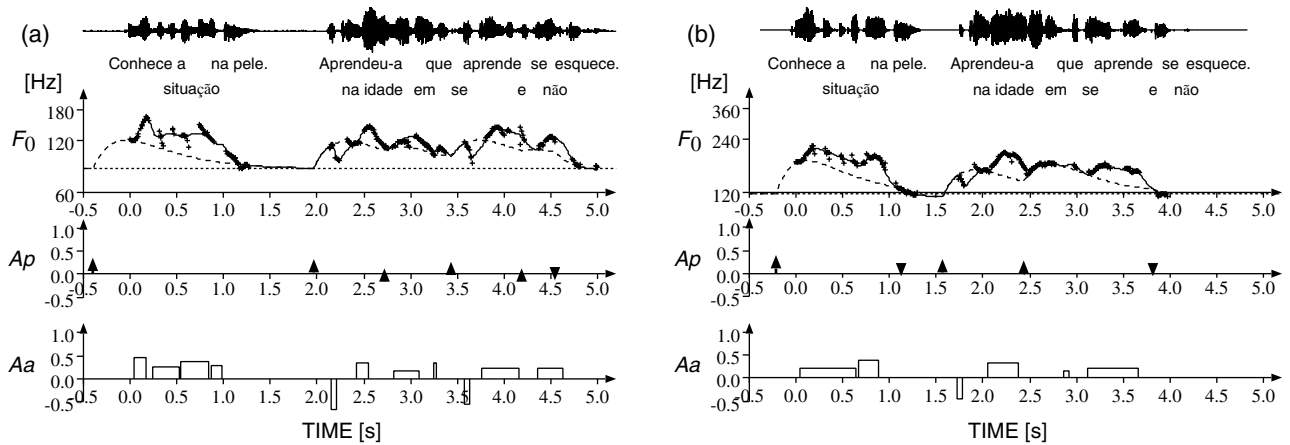 (a)
Conhece a na pele. Aprendeu-a que aprende se esquece.
situação na idade em se e não
[Hz]
180
F0 120
60
-0.5 0.0 0.5 1.0 1.5 2.0 2.5 3.0 3.5 4.0 4.5 5.0
1.0
0.5
Ap 0.0
-0.5
-0.5 0.0 0.5 1.0 1.5 2.0 2.5 3.0 3.5 4.0 4.5 5.0
1.0
Aa 0.5
0.0
-0.5
-0.5 0.0 0.5 1.0 1.5 2.0 2.5 3.0 3.5 4.0 4.5 5.0
TIME [s]
(b)
Conhece a na pele. Aprendeu-a que aprende se esquece.
situação na idade em se e não
[Hz]
360
F0 240
120
-0.5 0.0 0.5 1.0 1.5 2.0 2.5 3.0 3.5 4.0 4.5 5.0
1.0
Ap 0.5
0.0
-0.5
-0.5 0.0 0.5 1.0 1.5 2.0 2.5 3.0 3.5 4.0 4.5 5.0
1.0
Aa 0.5
0.0
-0.5
-0.5 0.0 0.5 1.0 1.5 2.0 2.5 3.0 3.5 4.0 4.5 5.0
TIME [s]